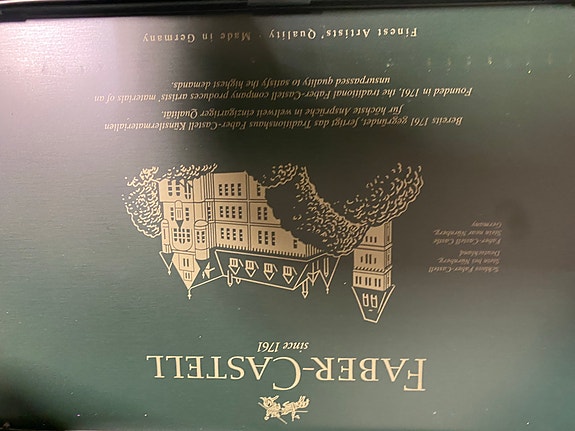 FABER-CASTELL
since 1761
Schloss Faber-Castell
Stein bei Nürnberg,
Deutschland
Faber-Castell Castle
Stein near Nürnberg,
Germany
Bereits 1761 gegründet, fertigt das Traditionshaus Faber-Castell Künstlermaterialien
für höchste Ansprüche in weltweit einzigartiger Qualität.
Founded in 1761, the traditional Faber-Castell company produces artists' materials of an
unsurpassed quality to satisfy the highest demands.
Finest Artists' Quality · Made in Germany